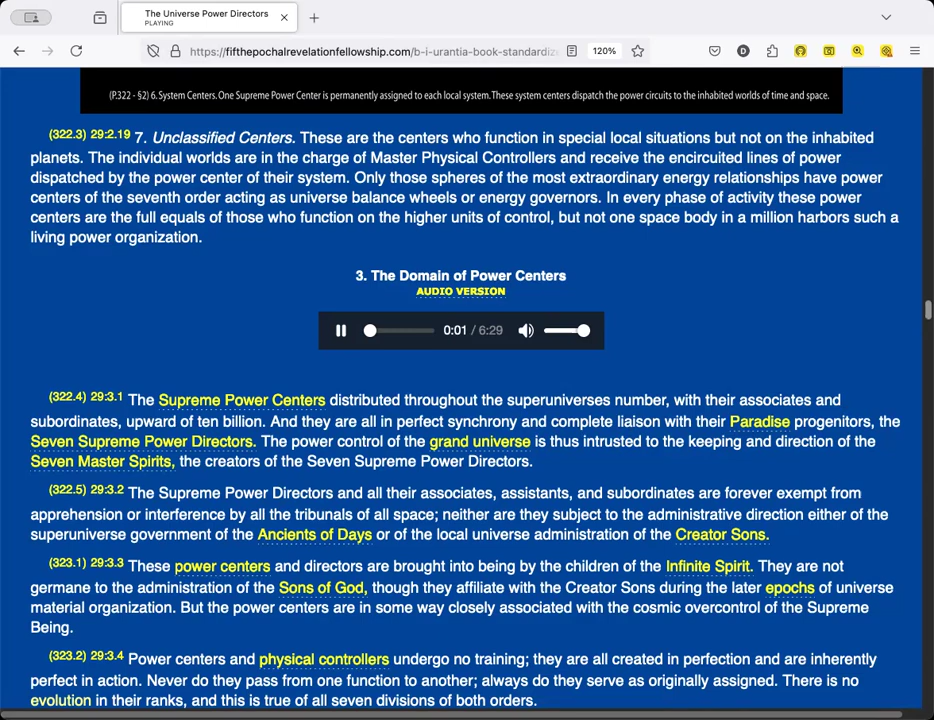 The Universe Power Directors
PLAYING
https://fifthepochalrevelationfellowship.com/b-i-urantia-book-standardize
120%
(P.322 - §2) 6. System Centers. One Supreme Power Center is permanently assigned to each local system. These system centers dispatch the power circuits to the inhabited worlds of time and space.
(322.3) 29:2.19 7. Unclassified Centers. These are the centers who function in special local situations but not on the inhabited
planets. The individual worlds are in the charge of Master Physical Controllers and receive the encircuited lines of power
dispatched by the power center of their system. Only those spheres of the most extraordinary energy relationships have power
centers of the seventh order acting as universe balance wheels or energy governors. In every phase of activity these power
centers are the full equals of those who function on the higher units of control, but not one space body in a million harbors such a
living power organization.
3. The Domain of Power Centers
AUDIO VERSION
0:01 / 6:29
(322.4) 29:3.1 The Supreme Power Centers distributed throughout the superuniverses number, with their associates and
subordinates, upward of ten billion. And they are all in perfect synchrony and complete liaison with their Paradise progenitors, the
Seven Supreme Power Directors. The power control of the grand universe is thus intrusted to the keeping and direction of the
Seven Master Spirits, the creators of the Seven Supreme Power Directors.
(322.5) 29:3.2 The Supreme Power Directors and all their associates, assistants, and subordinates are forever exempt from
apprehension or interference by all the tribunals of all space; neither are they subject to the administrative direction either of the
superuniverse government of the Ancients of Days or of the local universe administration of the Creator Sons.
(323.1) 29:3.3 These power centers and directors are brought into being by the children of the Infinite Spirit. They are not
germane to the administration of the Sons of God, though they affiliate with the Creator Sons during the later epochs of universe
material organization. But the power centers are in some way closely associated with the cosmic overcontrol of the Supreme
Being.
(323.2) 29:3.4 Power centers and physical controllers undergo no training; they are all created in perfection and are inherently
perfect in action. Never do they pass from one function to another; always do they serve as originally assigned. There is no
evolution in their ranks, and this is true of all seven divisions of both orders.